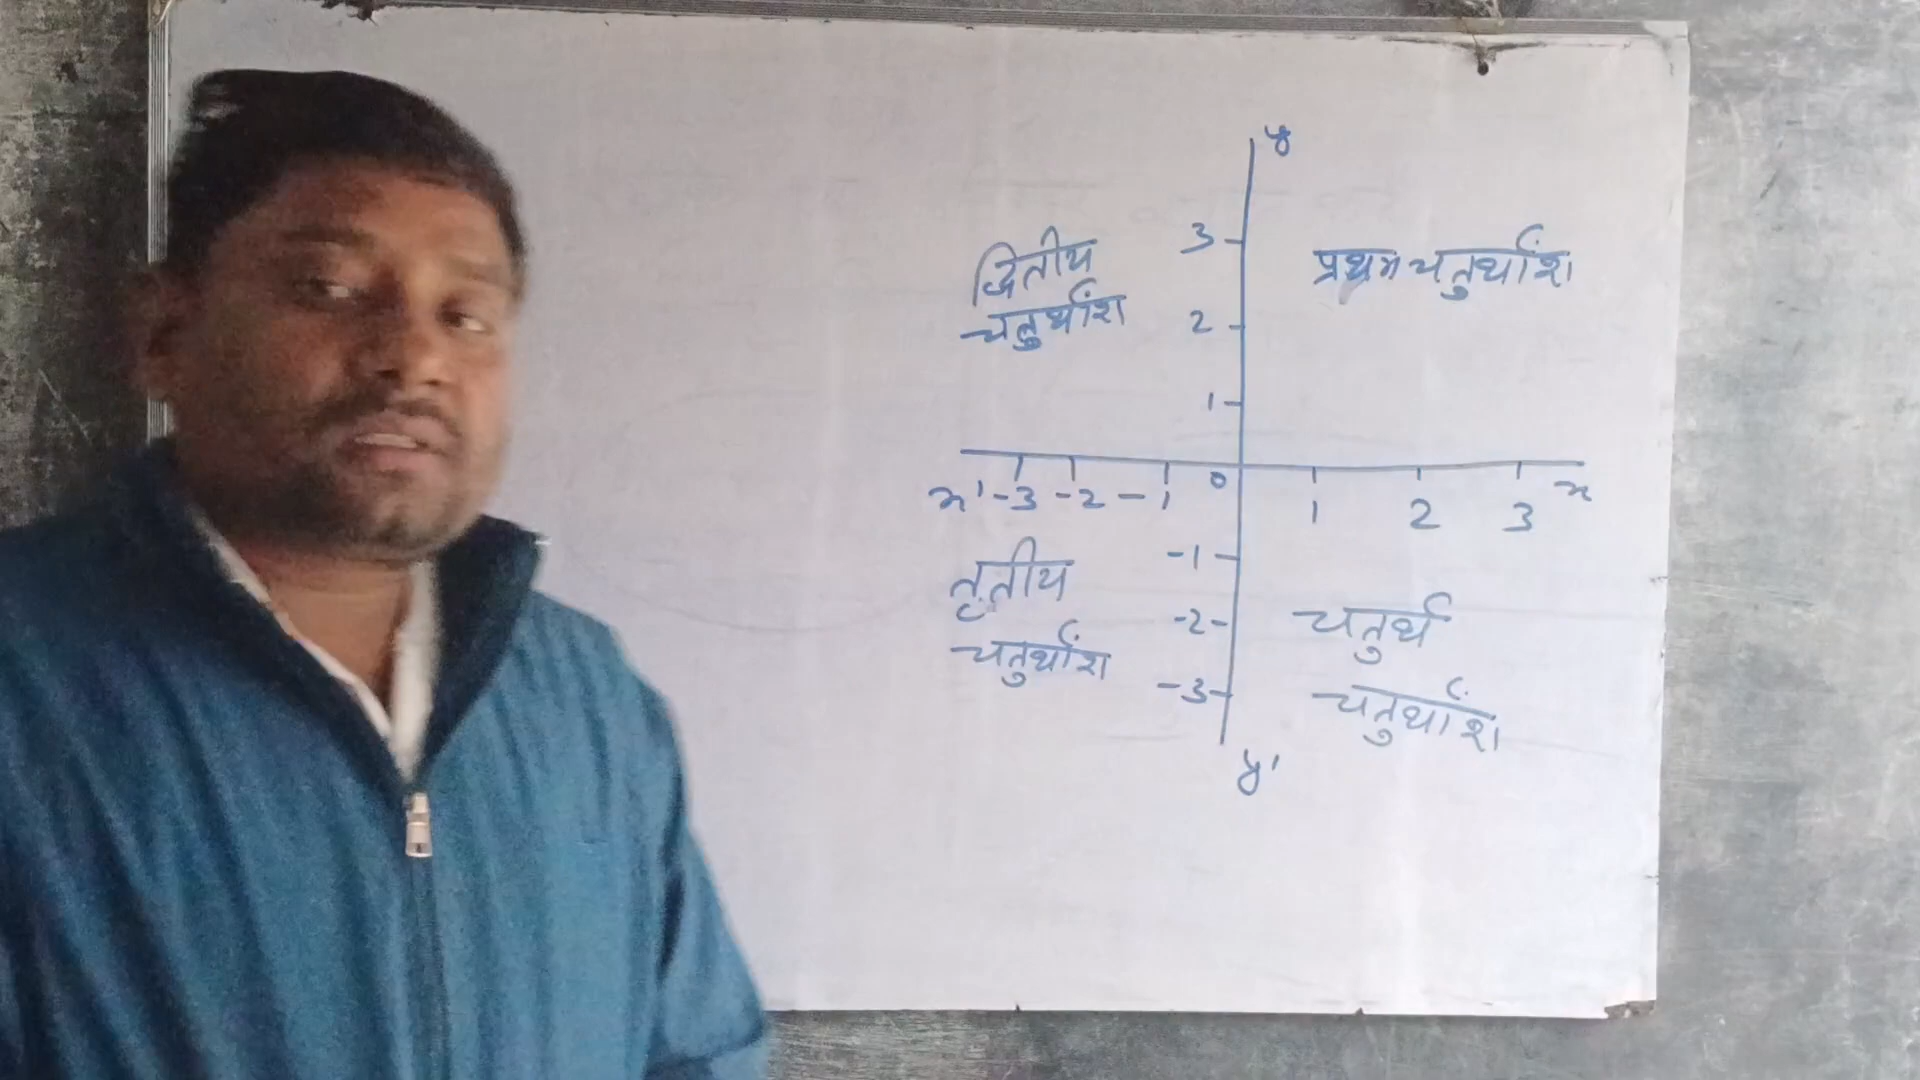 y
3
द्वितीय
प्रथम चतुर्थांश
चतुर्थांश
2
1
x' -3 -2 -1 0 1 2 3 x
-1
तृतीय
-2
चतुर्थ
चतुर्थांश
-3
चतुर्थांश
y'